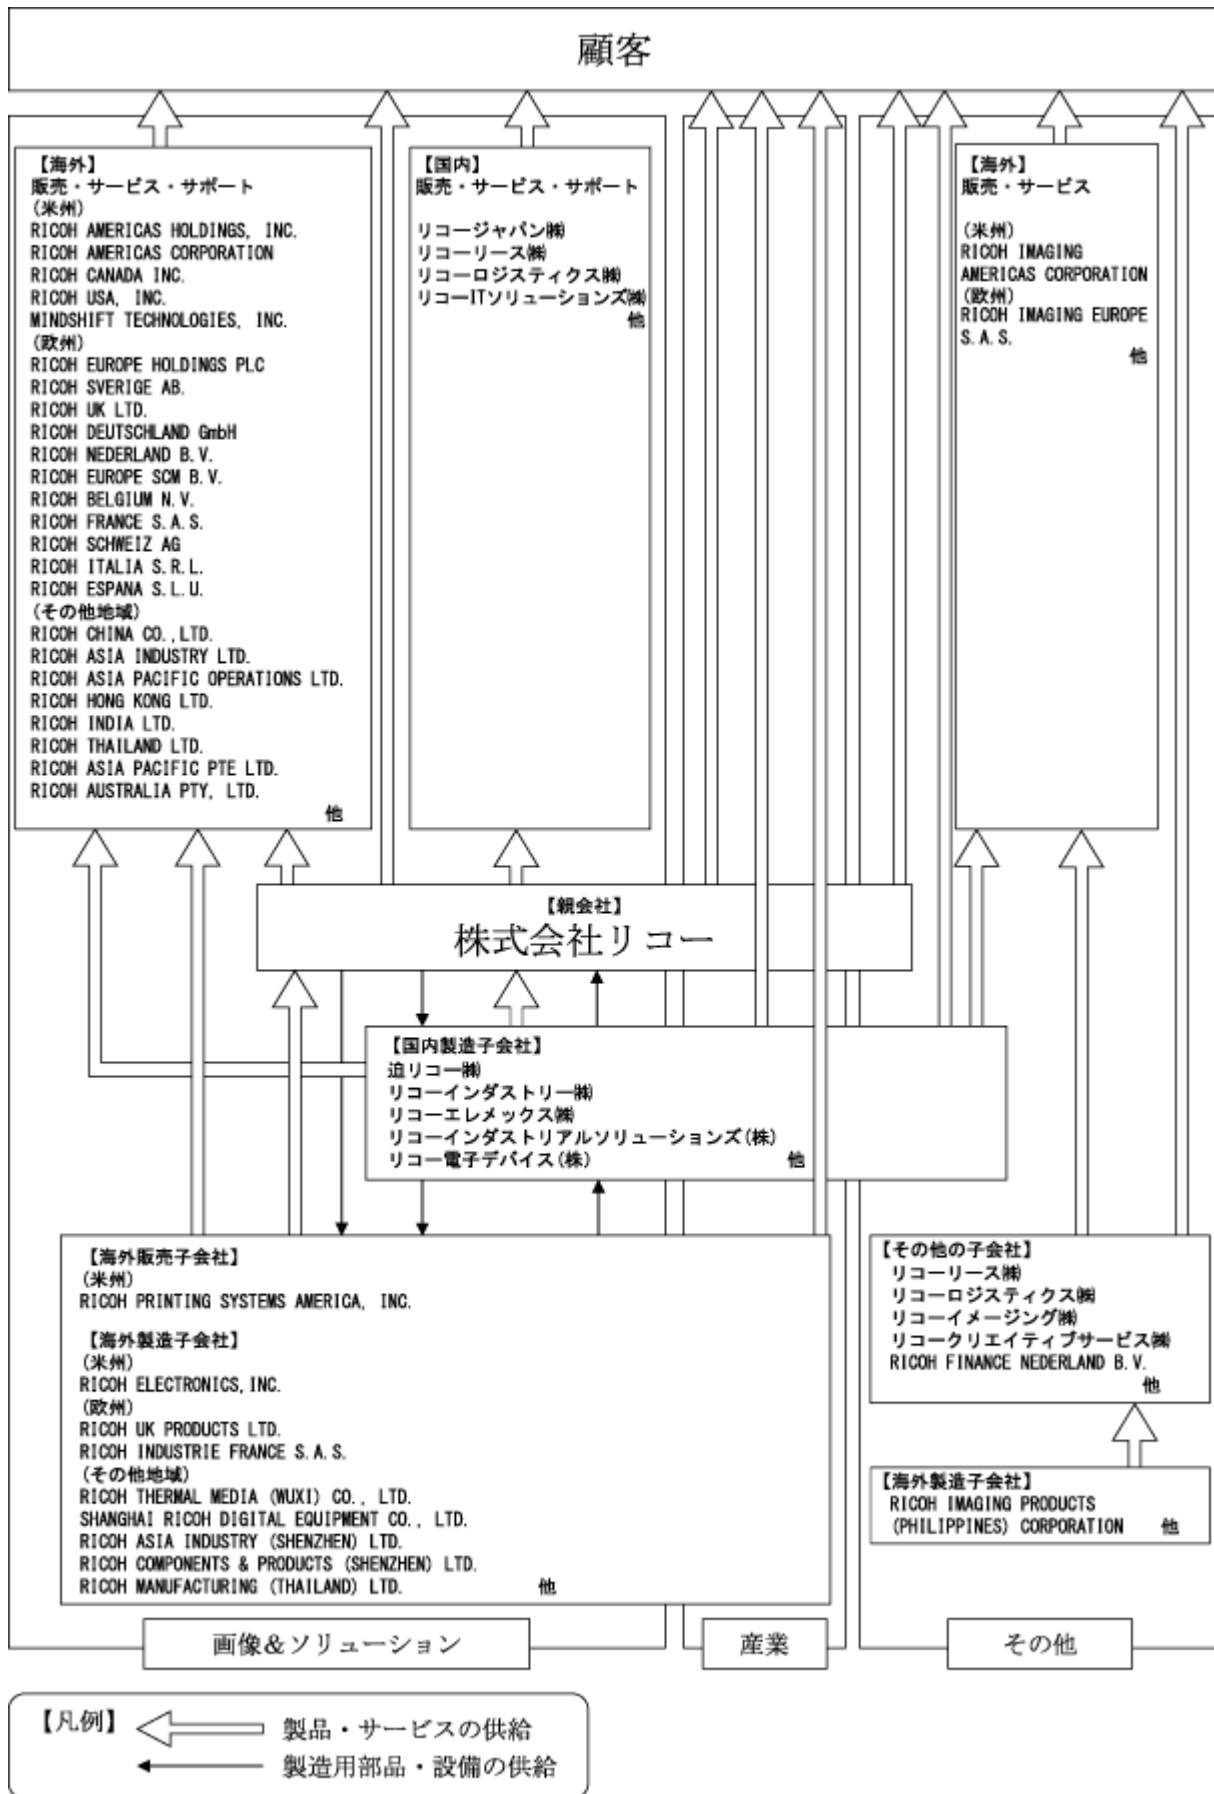 顧客
【海外】
販売・サービス・サポート
(米州)
RICOH AMERICAS HOLDINGS, INC.
RICOH AMERICAS CORPORATION
RICOH CANADA INC.
RICOH USA, INC.
MINDSHIFT TECHNOLOGIES, INC.
(欧州)
RICOH EUROPE HOLDINGS PLC
RICOH SVERIGE AB.
RICOH UK LTD.
RICOH DEUTSCHLAND GmbH
RICOH NEDERLAND B.V.
RICOH EUROPE SCM B.V.
RICOH BELGIUM N.V.
RICOH FRANCE S.A.S.
RICOH SCHWEIZ AG
RICOH ITALIA S.R.L.
RICOH ESPANA S.L.U.
(その他地域)
RICOH CHINA CO.,LTD.
RICOH ASIA INDUSTRY LTD.
RICOH ASIA PACIFIC OPERATIONS LTD.
RICOH HONG KONG LTD.
RICOH INDIA LTD.
RICOH THAILAND LTD.
RICOH ASIA PACIFIC PTE LTD.
RICOH AUSTRALIA PTY, LTD.
他
【国内】
販売・サービス・サポート
リコージャパン㈱
リコーリース㈱
リコーロジスティクス㈱
リコーITソリューションズ㈱
他
【海外】
販売・サービス
(米州)
RICOH IMAGING
AMERICAS CORPORATION
(欧州)
RICOH IMAGING EUROPE
S.A.S.
他
【親会社】
株式会社リコー
【国内製造子会社】
迫リコー㈱
リコーインダストリー㈱
リコーエレメックス㈱
リコーインダストリアルソリューションズ(株)
リコー電子デバイス(株) 他
【海外販売子会社】
(米州)
RICOH PRINTING SYSTEMS AMERICA, INC.
【海外製造子会社】
(米州)
RICOH ELECTRONICS,INC.
(欧州)
RICOH UK PRODUCTS LTD.
RICOH INDUSTRIE FRANCE S.A.S.
(その他地域)
RICOH THERMAL MEDIA (WUXI) CO., LTD.
SHANGHAI RICOH DIGITAL EQUIPMENT CO., LTD.
RICOH ASIA INDUSTRY (SHENZHEN) LTD.
RICOH COMPONENTS & PRODUCTS (SHENZHEN) LTD.
RICOH MANUFACTURING (THAILAND) LTD. 他
【その他の子会社】
リコーリース㈱
リコーロジスティクス㈱
リコーイメージング㈱
リコークリエイティブサービス㈱
RICOH FINANCE NEDERLAND B.V.
他
【海外製造子会社】
RICOH IMAGING PRODUCTS
(PHILIPPINES) CORPORATION 他
画像&ソリューション
産業
その他
【凡例】
製品・サービスの供給
製造用部品・設備の供給